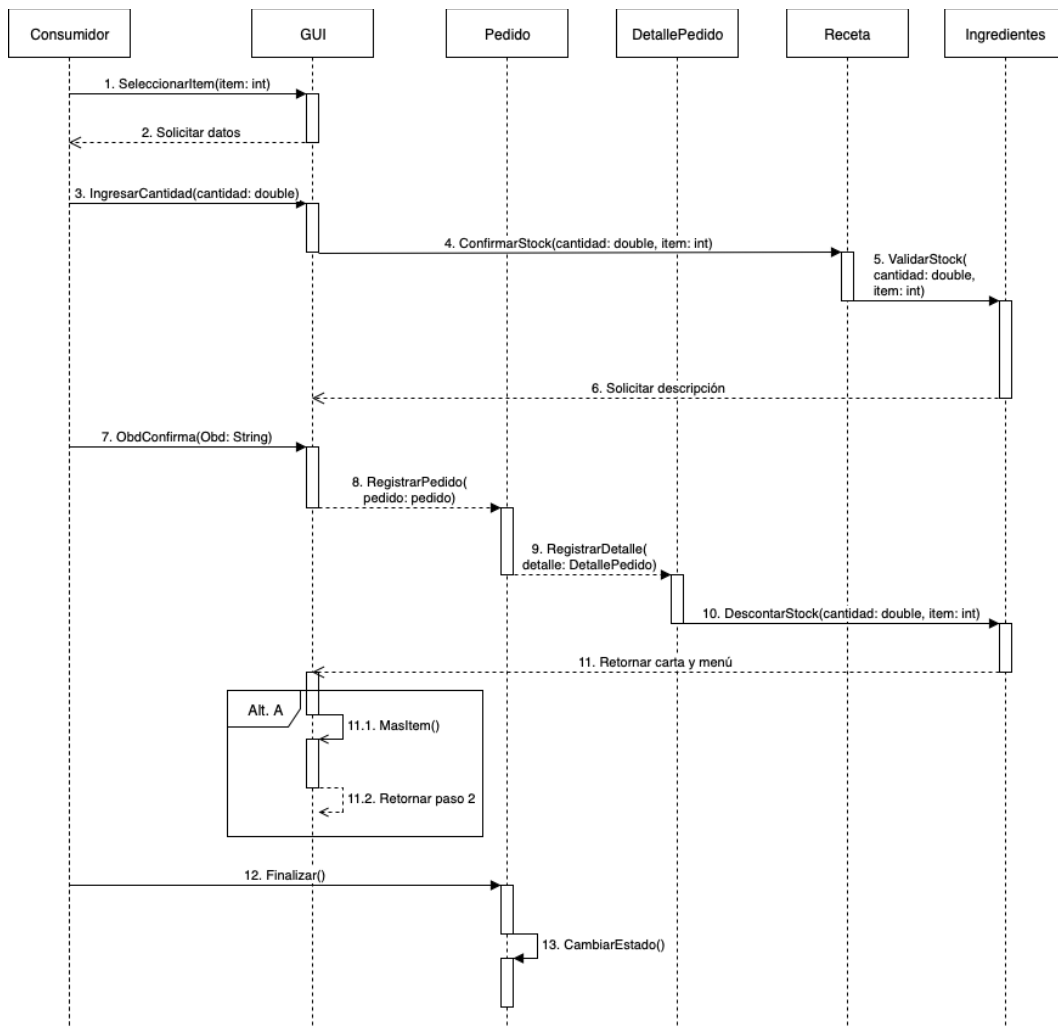 Consumidor
GUI
Pedido
DetallePedido
Receta
Ingredientes
1. SeleccionarItem(item: int)
2. Solicitar datos
3. IngresarCantidad(cantidad: double)
4. ConfirmarStock(cantidad: double, item: int)
5. ValidarStock(
cantidad: double,
item: int)
6. Solicitar descripción
7. ObdConfirma(Obd: String)
8. RegistrarPedido(
pedido: pedido)
9. RegistrarDetalle(
detalle: DetallePedido)
10. DescontarStock(cantidad: double, item: int)
11. Retornar carta y menú
Alt. A
11.1. MasItem()
11.2. Retornar paso 2
12. Finalizar()
13. CambiarEstado()